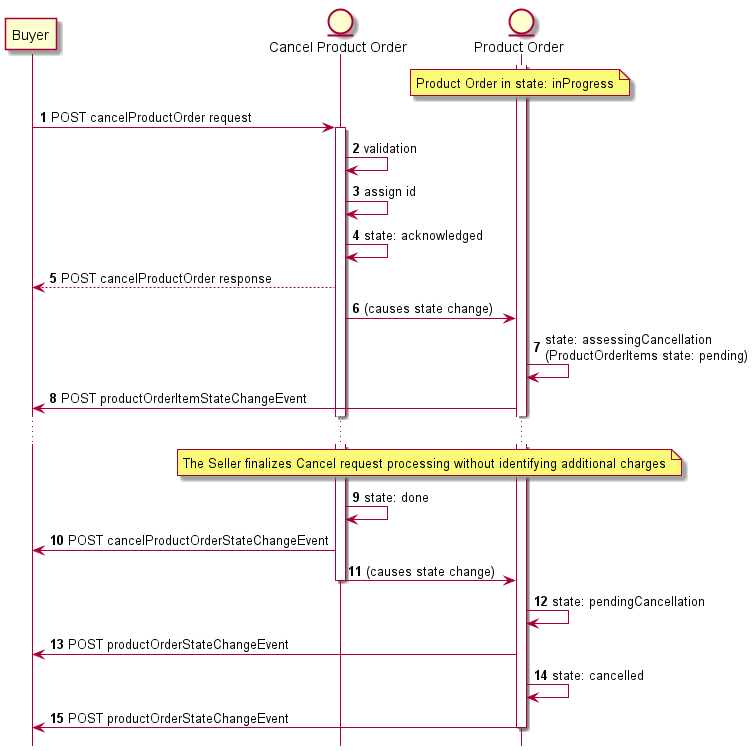 Buyer
Cancel Product Order
Product Order
Product Order in state: inProgress
1 POST cancelProductOrder request
2 validation
3 assign id
4 state: acknowledged
5 POST cancelProductOrder response
6 (causes state change)
7 state: assessingCancellation
(ProductOrderItems state: pending)
8 POST productOrderItemStateChangeEvent
The Seller finalizes Cancel request processing without identifying additional charges
9 state: done
10 POST cancelProductOrderStateChangeEvent
11 (causes state change)
12 state: pendingCancellation
13 POST productOrderStateChangeEvent
14 state: cancelled
15 POST productOrderStateChangeEvent